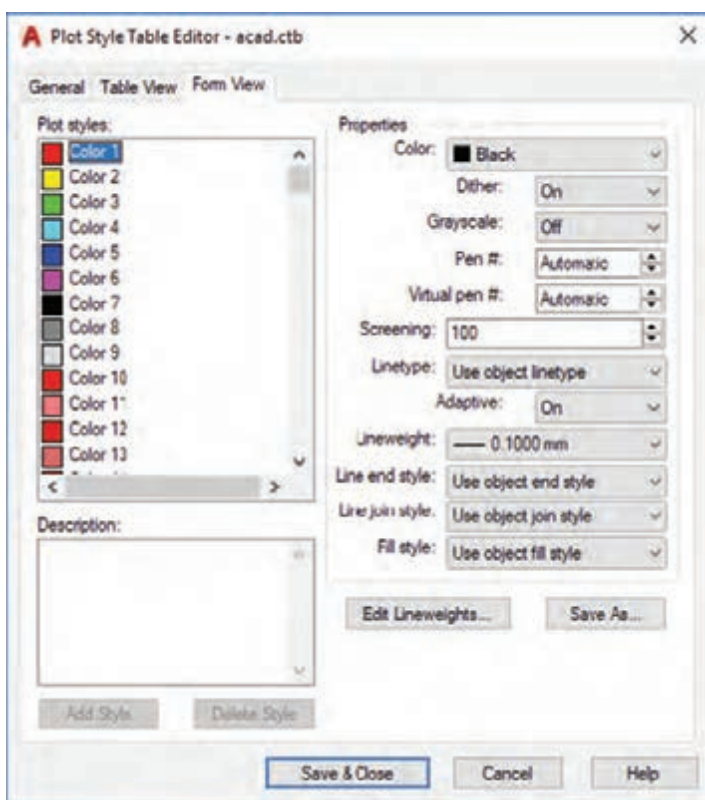 Plot Style Table Editor - acad.ctb
General Table View Form View
Plot styles:
Color 1
Color 2
Color 3
Color 4
Color 5
Color 6
Color 7
Color 8
Color 9
Color 10
Color 11
Color 12
Color 13
Description:
Add Style
Delete Style
Properties
Color: Black
Dither: On
Grayscale: Off
Pen #: Automatic
Virtual pen #: Automatic
Screening: 100
Linetype: Use object linetype
Adaptive: On
Lineweight: 0.1000 mm
Line end style: Use object end style
Line join style: Use object join style
Fill style: Use object fill style
Edit Lineweights...
Save As...
Save & Close
Cancel
Help